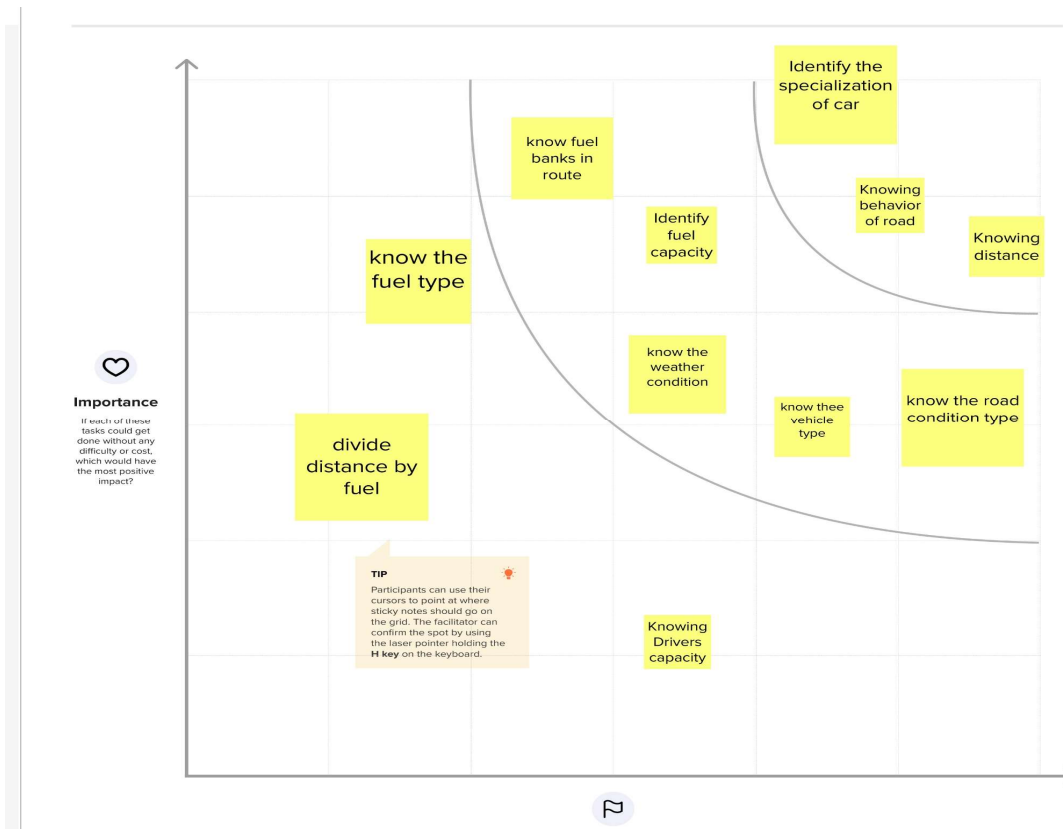 Identify the
specialization
of car
know fuel
banks in
route
Knowing
behavior
of road
Identify
fuel
capacity
Knowing
distance
know the
fuel type
know the
weather
condition
know thee
vehicle
type
know the road
condition type
Importance
If each of these
tasks could get
done without any
difficulty or cost,
which would have
the most positive
impact?
divide
distance by
fuel
TIP
Participants can use their
cursors to point at where
sticky notes should go on
the grid. The facilitator can
confirm the spot by using
the laser pointer holding the
H key on the keyboard.
Knowing
Drivers
capacity